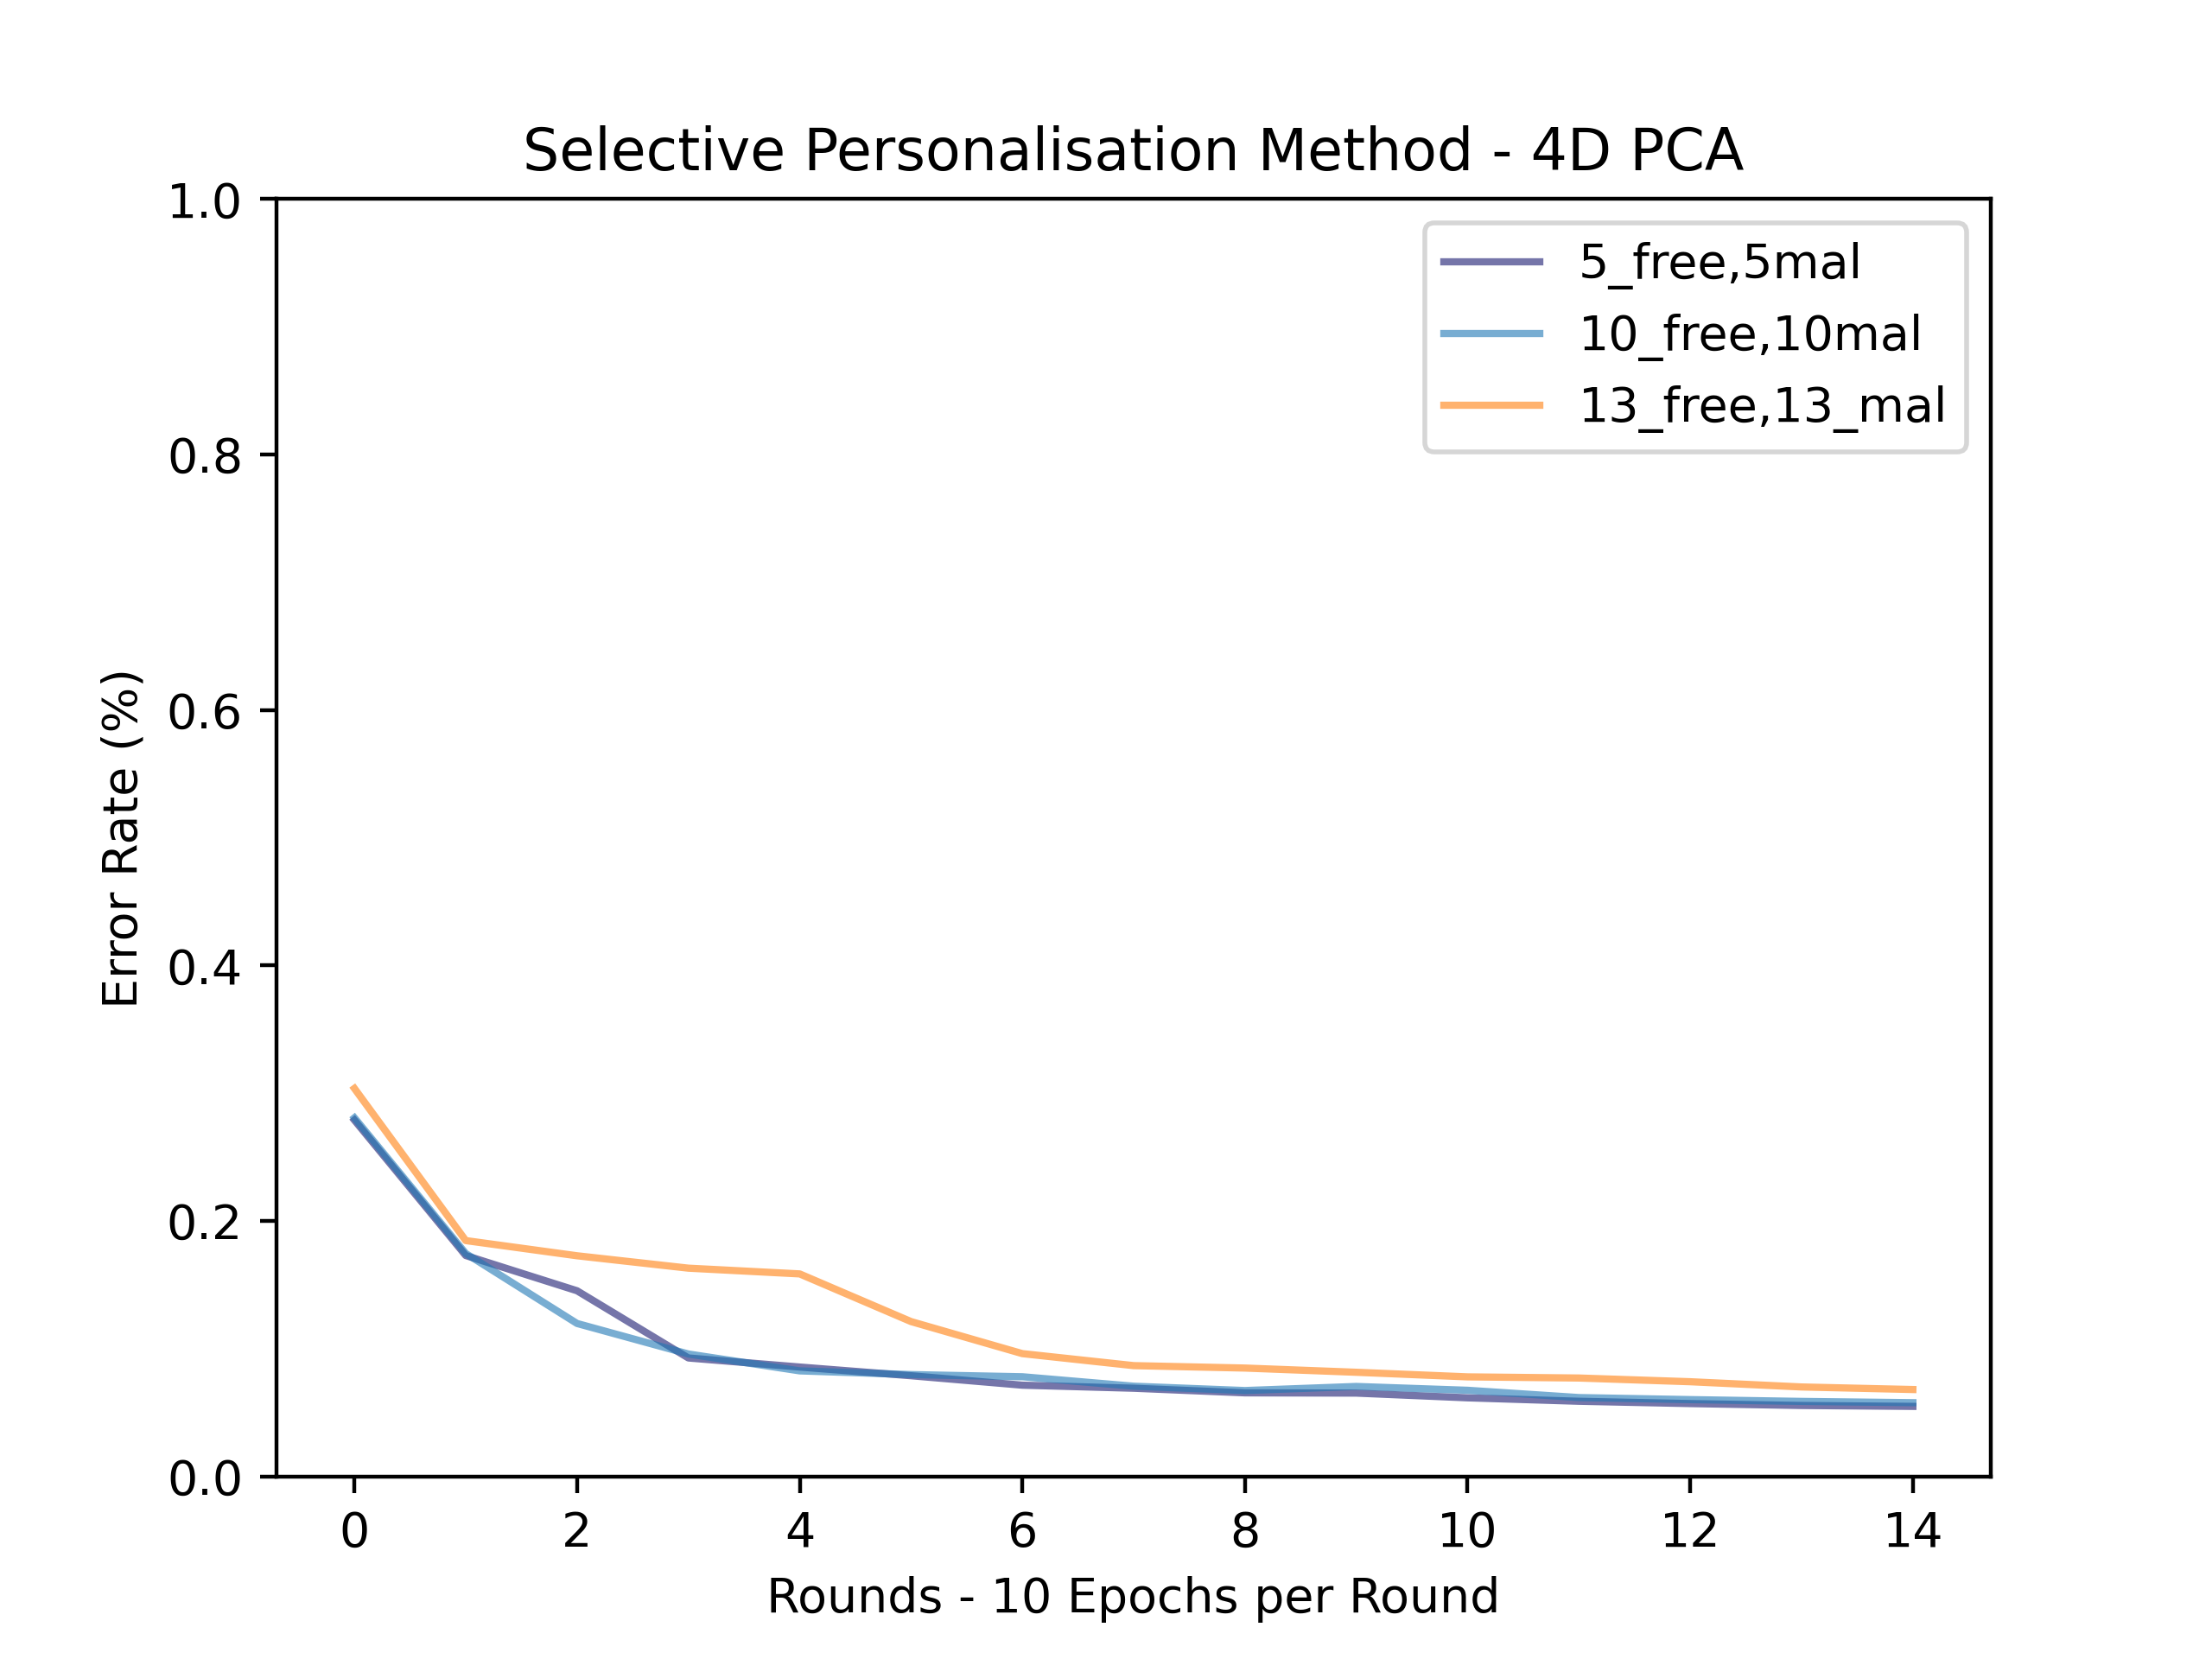 Selective Personalisation Method - 4D PCA
1.0
0.8
0.6
0.4
0.2
0.0
Error Rate (%)
5_free,5mal
10_free,10mal
13_free,13_mal
0 2 4 6 8 10 12 14
Rounds - 10 Epochs per Round